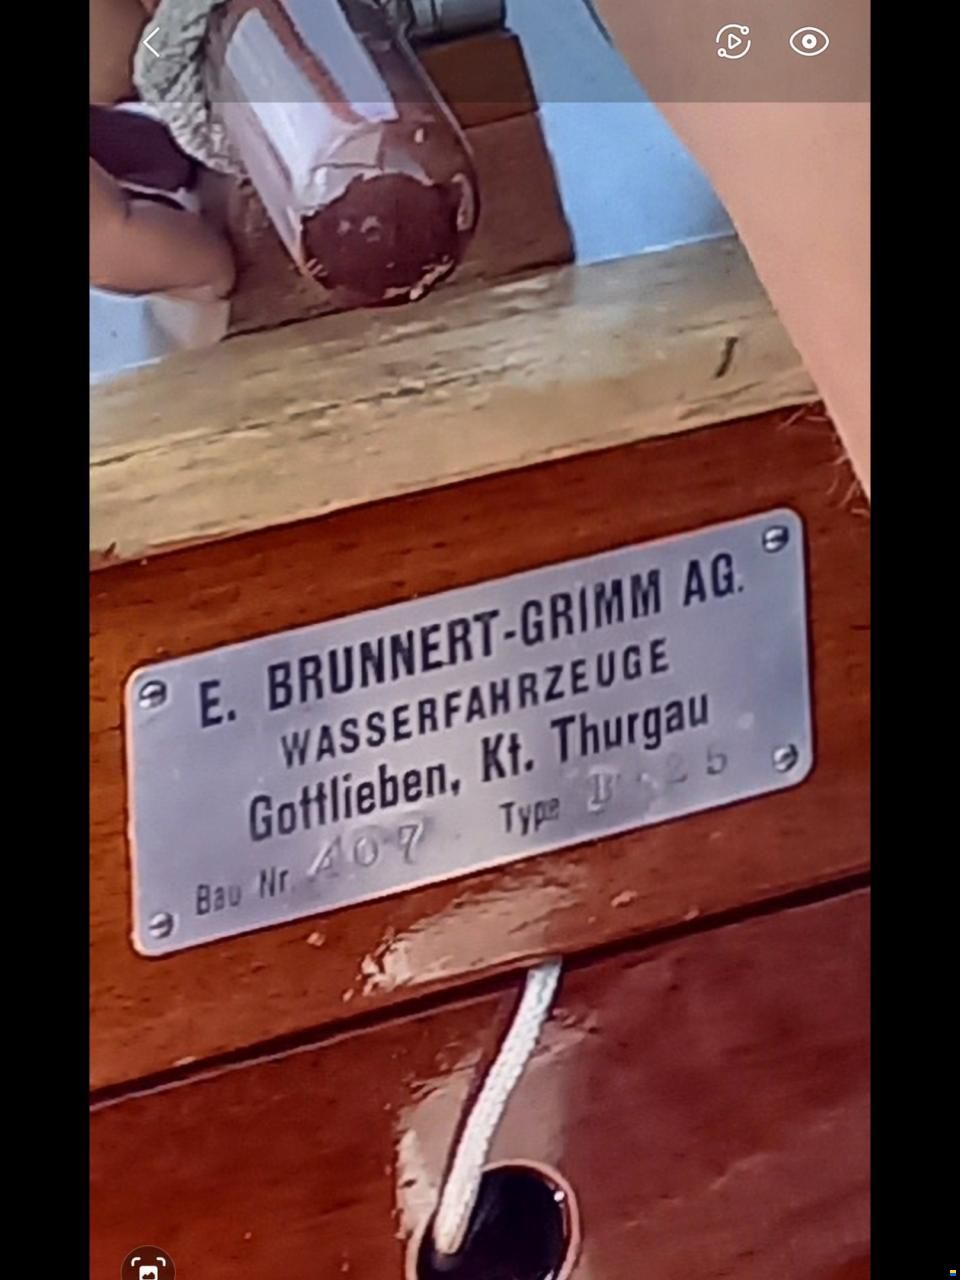 E. BRUNNERT-GRIMM AG.
WASSERFAHRZEUGE
Gottlieben, Kt. Thurgau
Bau Nr. 407 Type